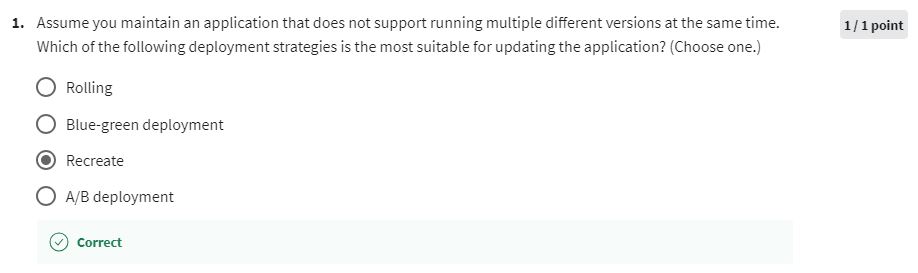 1. Assume you maintain an application that does not support running multiple different versions at the same time.
1 / 1 point
Which of the following deployment strategies is the most suitable for updating the application? (Choose one.)
Rolling
Blue-green deployment
Recreate
A/B deployment
Correct